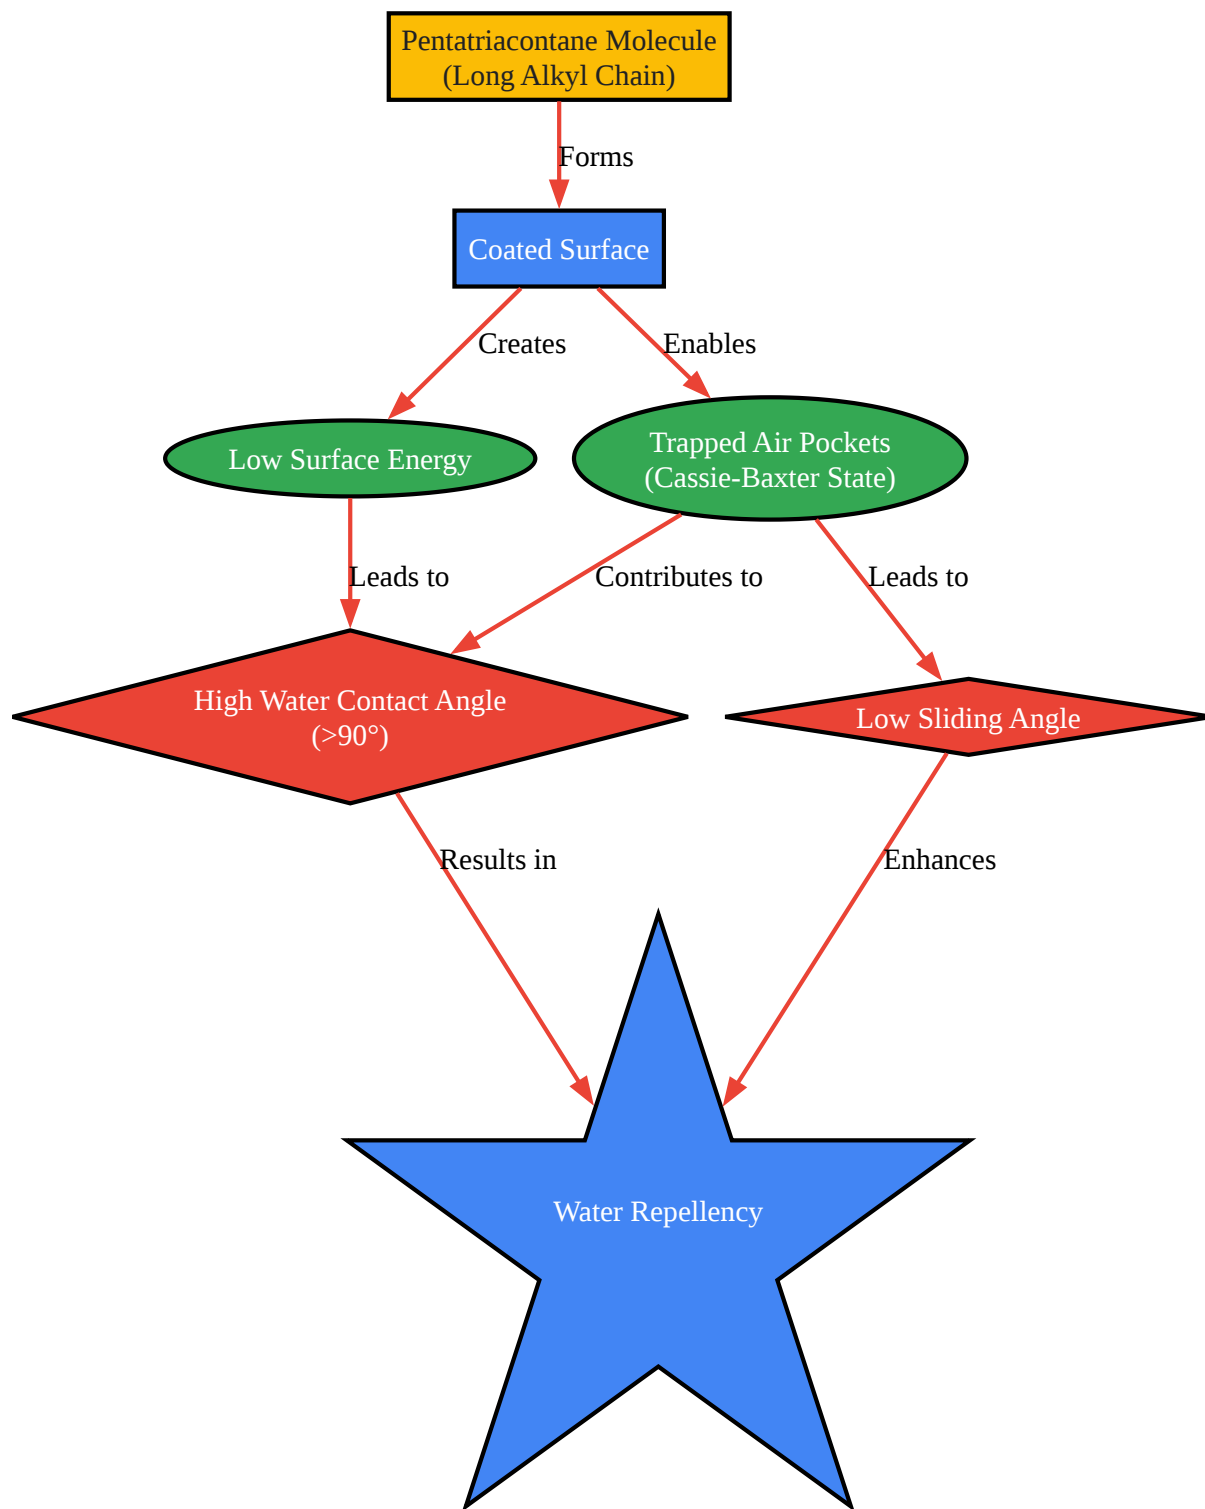 Pentatriacontane Molecule
(Long Alkyl Chain)
Forms
Coated Surface
Creates
Enables
Low Surface Energy
Trapped Air Pockets
(Cassie-Baxter State)
Leads to
Contributes to
Leads to
High Water Contact Angle
(>90°)
Low Sliding Angle
Results in
Enhances
Water Repellency